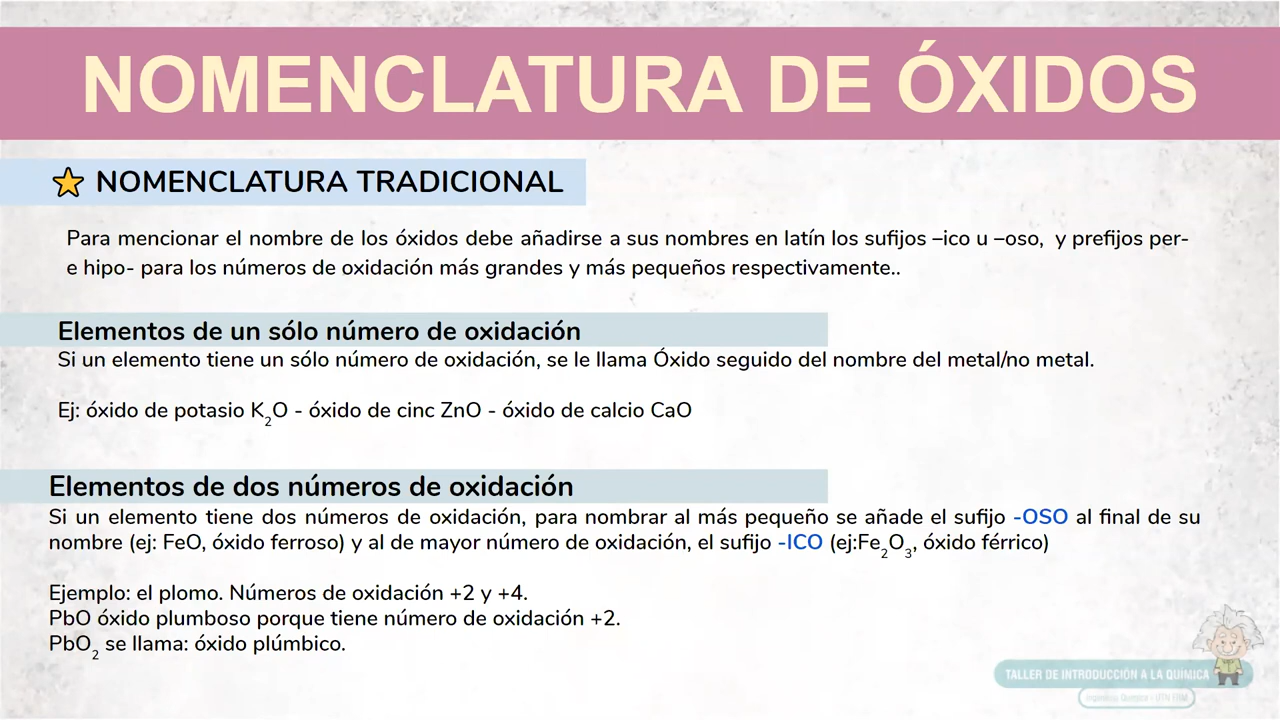 NOMENCLATURA DE ÓXIDOS
NOMENCLATURA TRADICIONAL
Para mencionar el nombre de los óxidos debe añadirse a sus nombres en latín los sufijos –ico u –oso, y prefijos per-
e hipo- para los números de oxidación más grandes y más pequeños respectivamente..
Elementos de un sólo número de oxidación
Si un elemento tiene un sólo número de oxidación, se le llama Óxido seguido del nombre del metal/no metal.
Ej: óxido de potasio K₂O - óxido de cinc ZnO - óxido de calcio CaO
Elementos de dos números de oxidación
Si un elemento tiene dos números de oxidación, para nombrar al más pequeño se añade el sufijo -OSO al final de su
nombre (ej: FeO, óxido ferroso) y al de mayor número de oxidación, el sufijo -ICO (ej:Fe₂O₃, óxido férrico)
Ejemplo: el plomo. Números de oxidación +2 y +4.
PbO óxido plumboso porque tiene número de oxidación +2.
PbO₂ se llama: óxido plúmbico.
TALLER DE INTRODUCCIÓN A LA QUÍMICA
Ingeniería Química - UTN FRM